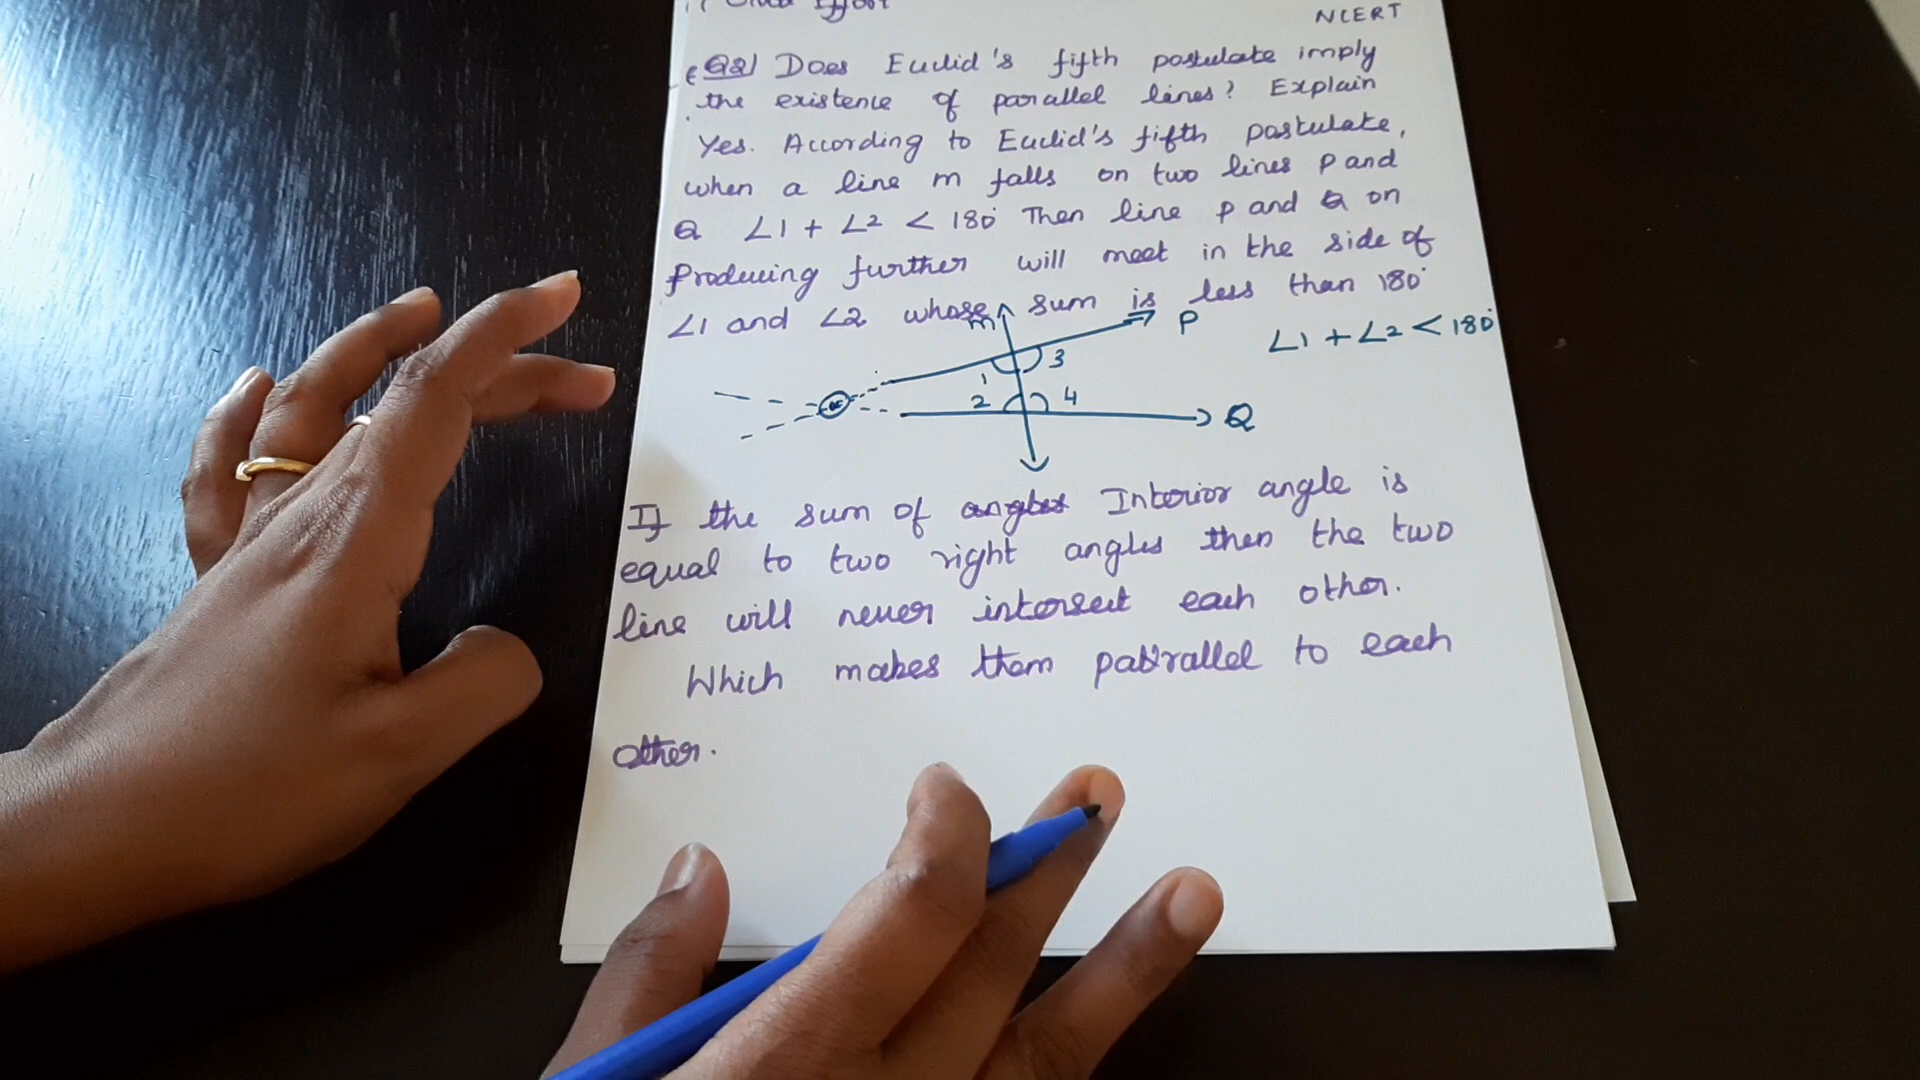 Effort
NCERT
Q2) Does Euclid's fifth postulate imply
the existence of parallel lines? Explain
Yes. According to Euclid's fifth postulate,
when a line m falls on two lines P and
Q ∠1 + ∠2 < 180° Then line P and Q on
Producing further will meet in the side of
∠1 and ∠2 whose sum is less than 180°
m
P
∠1 + ∠2 < 180°
1 3
2 4
Q
If the sum of angles Interior angle is
equal to two right angles then the two
line will never intersect each other.
Which makes them parallel to each
other.